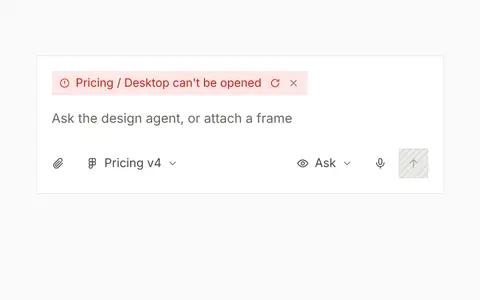 Pricing / Desktop can't be opened
Ask the design agent, or attach a frame
Pricing v4 Ask